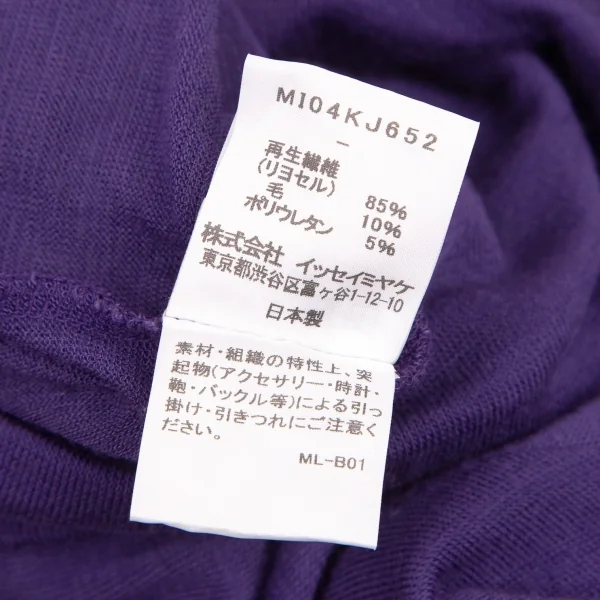 MI04KJ652
–
再生繊維
(リヨセル) 85%
毛 10%
ポリウレタン 5%
株式会社 イッセイミヤケ
東京都渋谷区富ヶ谷1-12-10
日本製
素材・組織の特性上、突
起物(アクセサリー・時計、
鞄・バックル等)による引っ
掛け・引きつれにご注意く
ださい。
ML-B01